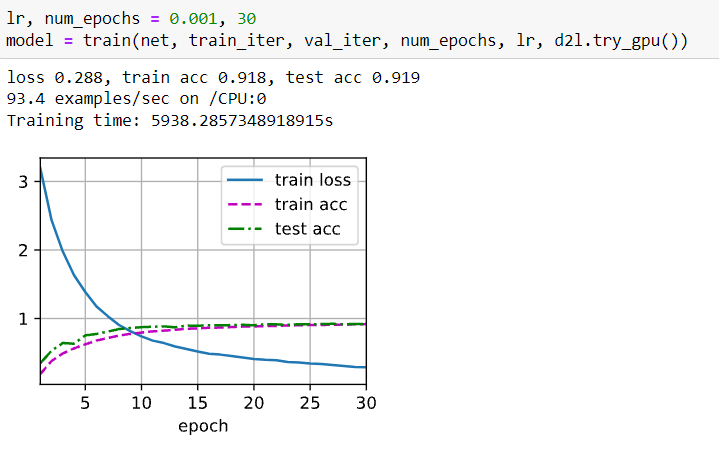 lr, num_epochs = 0.001, 30
model = train(net, train_iter, val_iter, num_epochs, lr, d2l.try_gpu())
loss 0.288, train acc 0.918, test acc 0.919
93.4 examples/sec on /CPU:0
Training time: 5938.2857348918915s
train loss
train acc
test acc
3
2
1
5 10 15 20 25 30
epoch